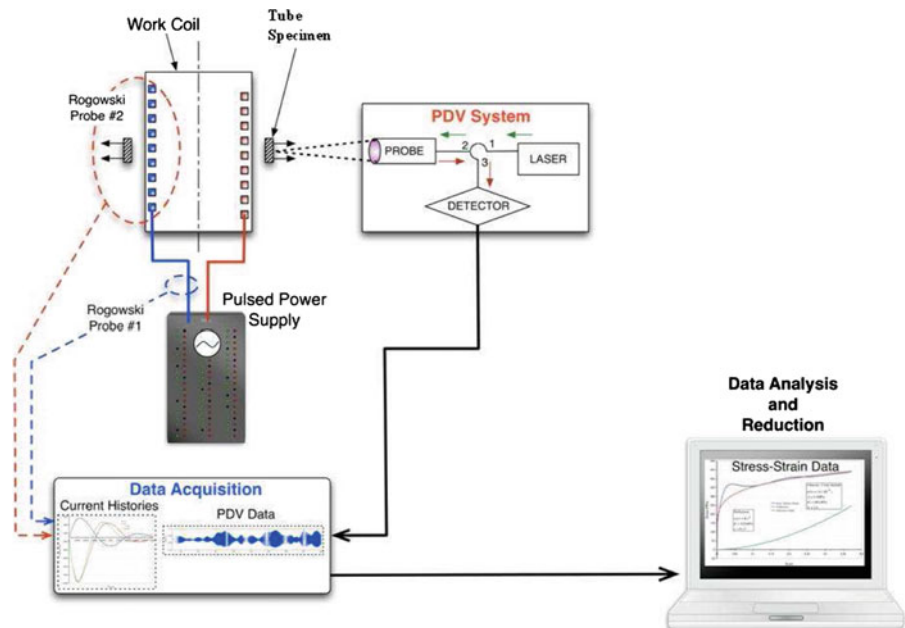 Work Coil
Tube
Specimen
Rogowski
Probe #2
PDV System
PROBE
2
1
3
LASER
DETECTOR
Rogowski
Probe #1
Pulsed Power
Supply
Data Acquisition
Current Histories
PDV Data
Data Analysis
and
Reduction
Stress-Strain Data